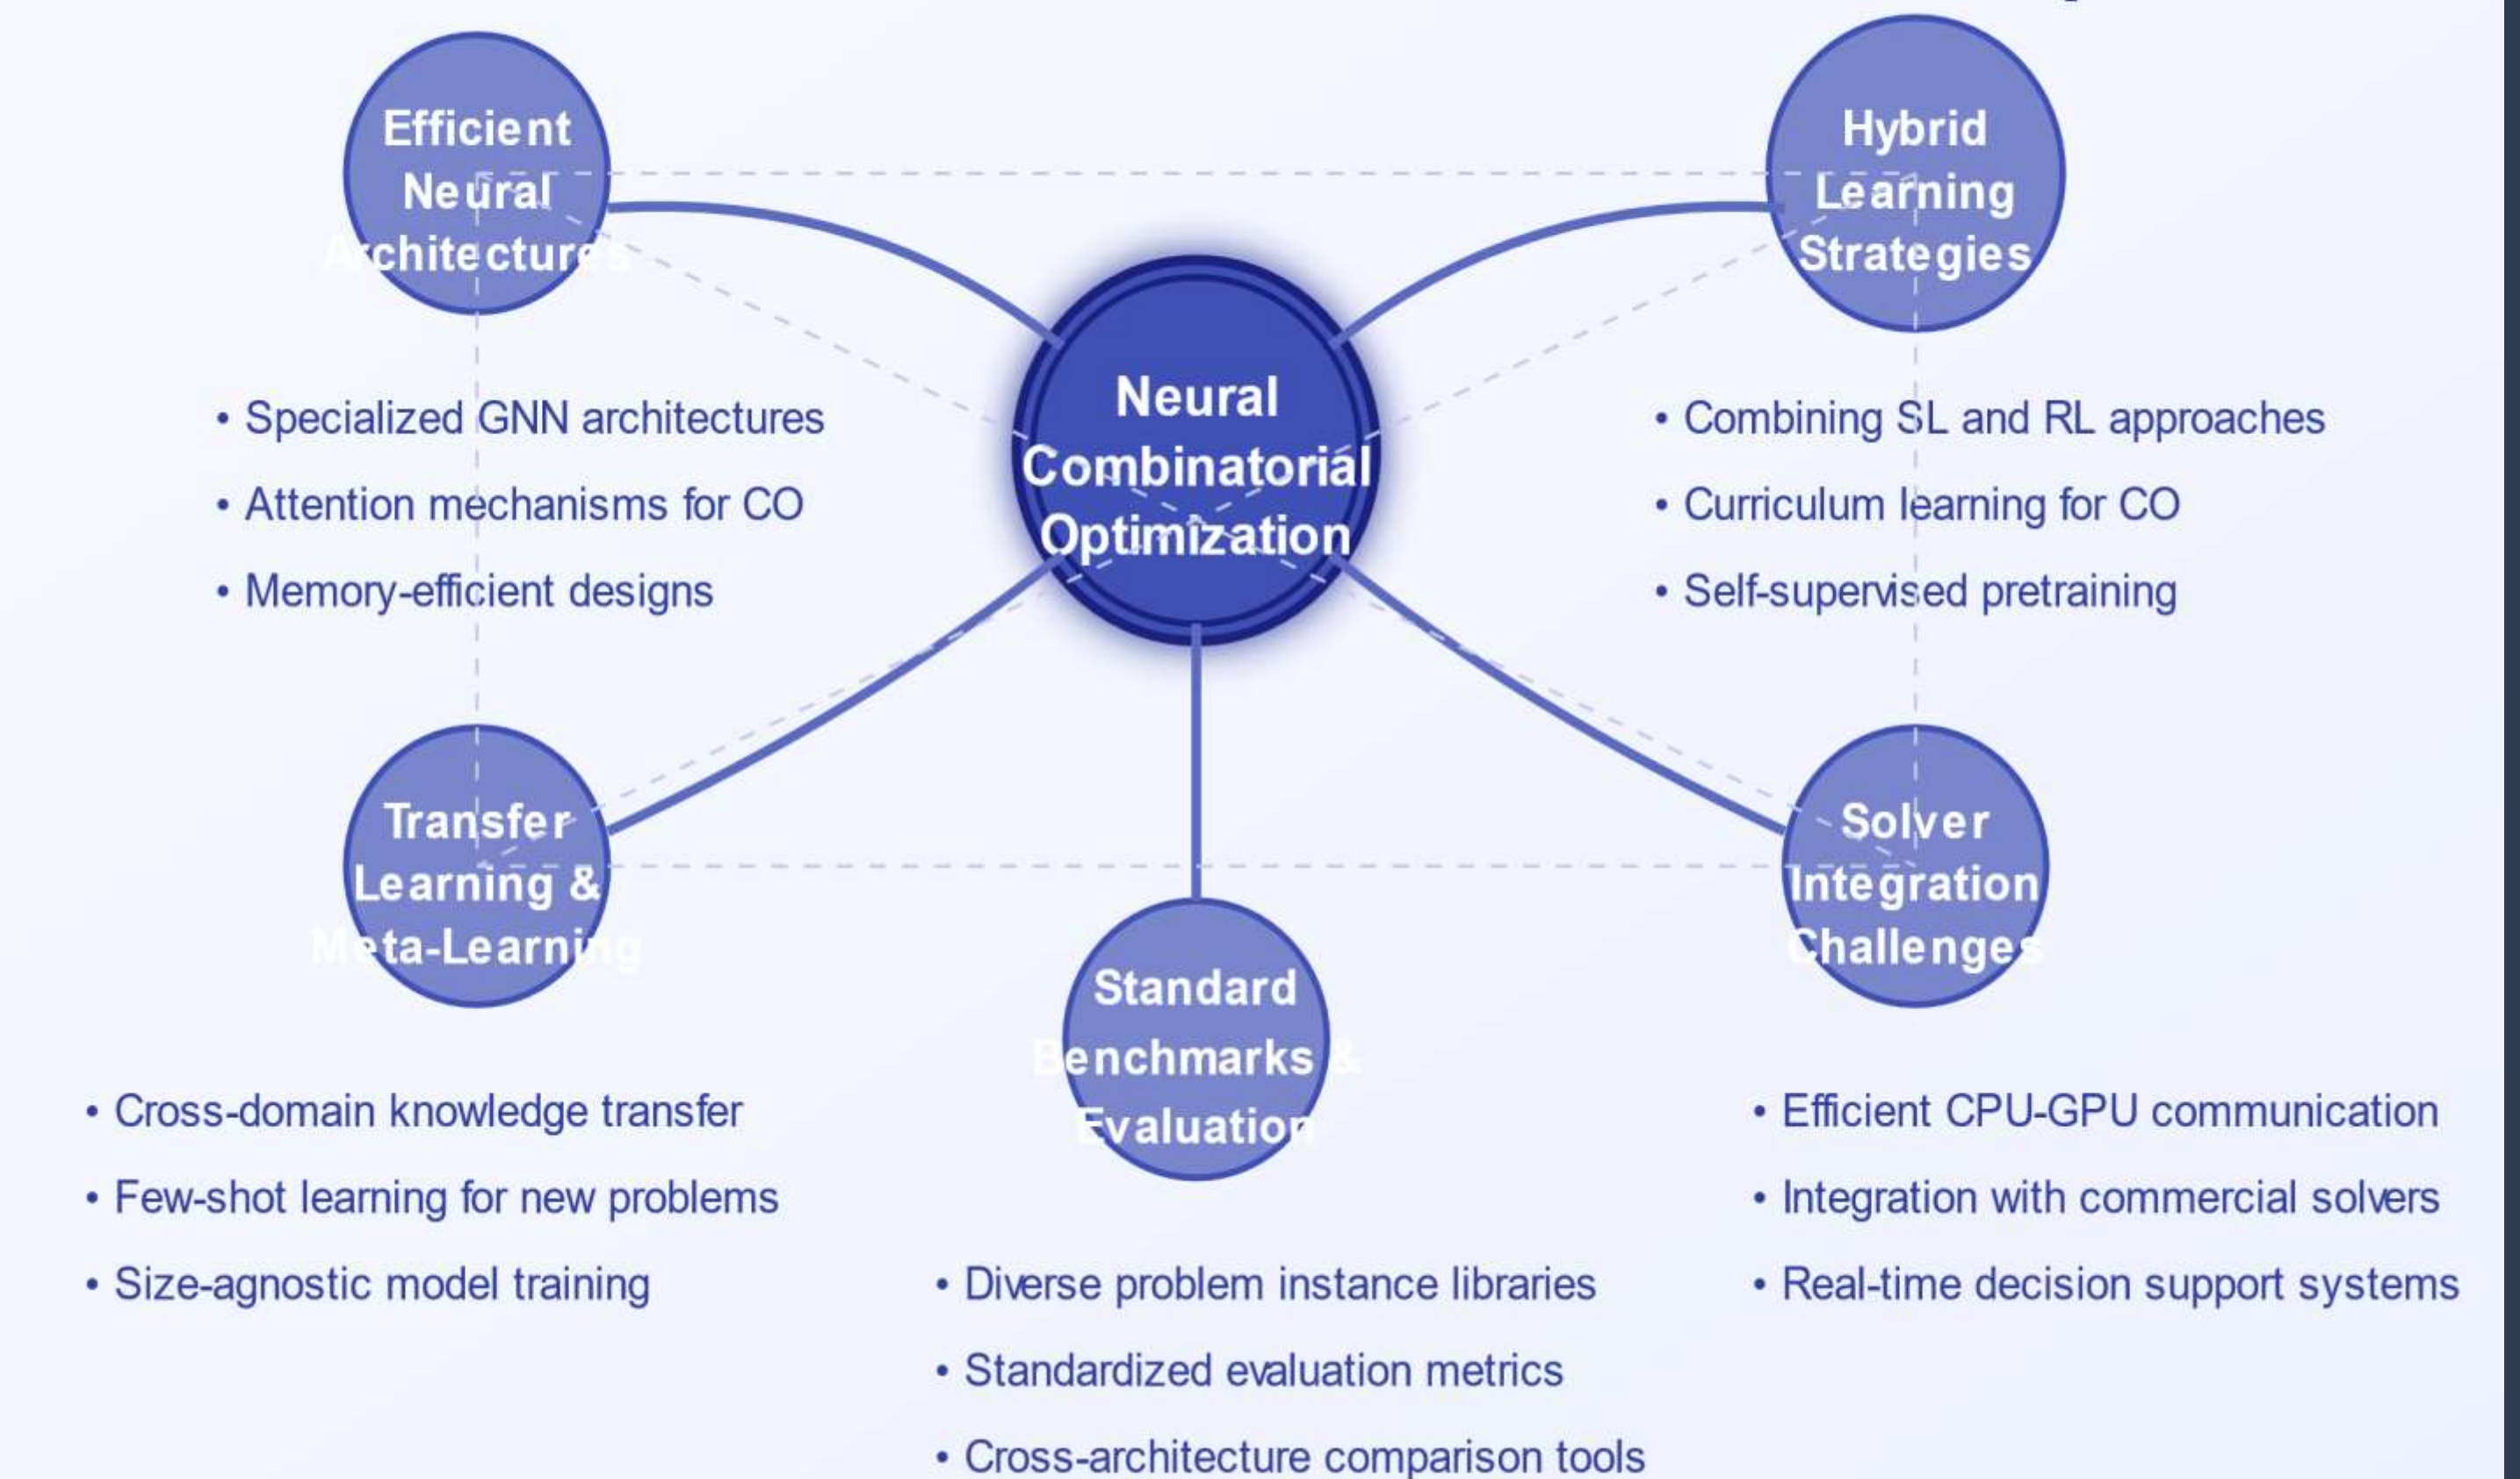 Efficient
Neural
Architectures
Hybrid
Learning
Strategies
Neural
Combinatorial
Optimization
• Specialized GNN architectures
• Attention mechanisms for CO
• Memory-efficient designs
• Combining SL and RL approaches
• Curriculum learning for CO
• Self-supervised pretraining
Transfer
Learning &
Meta-Learning
Solver
Integration
Challenges
Standard
Benchmarks &
Evaluation
• Cross-domain knowledge transfer
• Few-shot learning for new problems
• Size-agnostic model training
• Efficient CPU-GPU communication
• Integration with commercial solvers
• Real-time decision support systems
• Diverse problem instance libraries
• Standardized evaluation metrics
• Cross-architecture comparison tools